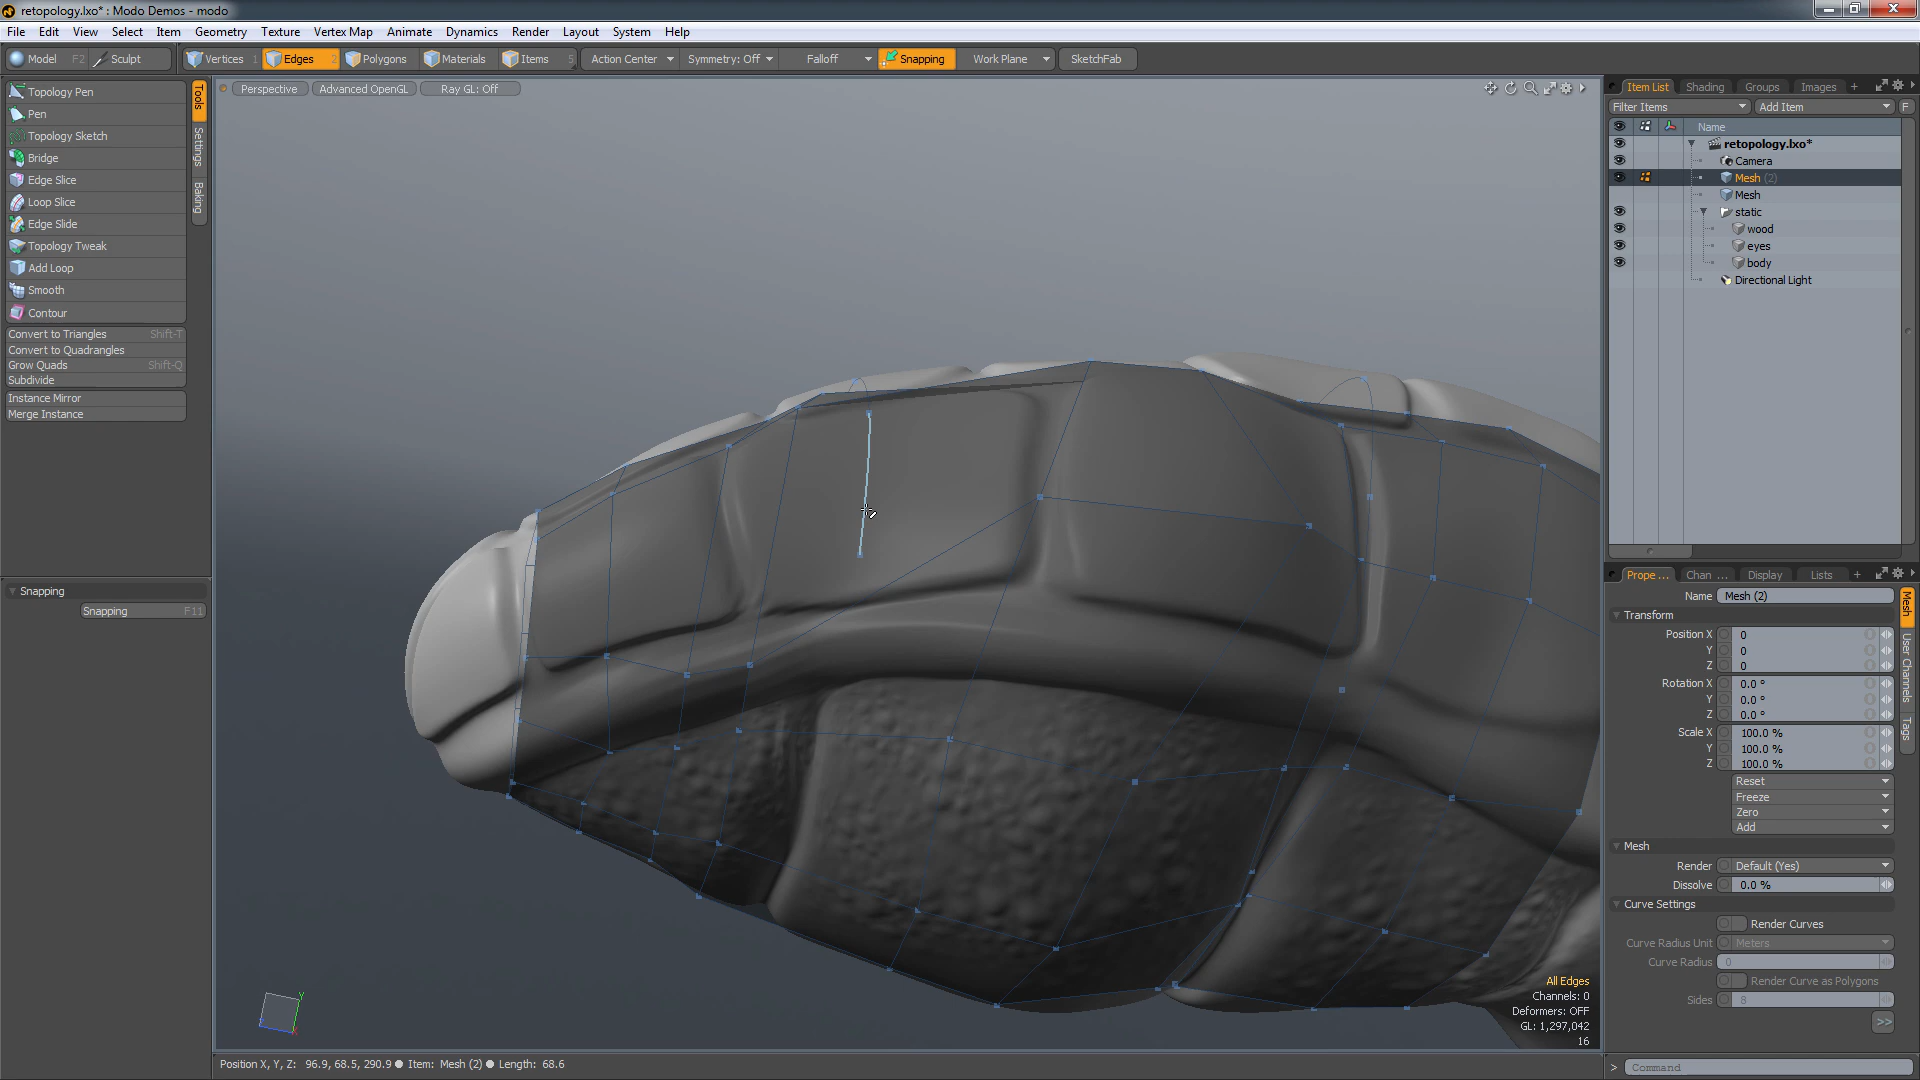 retopology.lxo* : Modo Demos - modo
File Edit View Select Item Geometry Texture Vertex Map Animate Dynamics Render Layout System Help
Model F2 Sculpt Vertices 1 Edges 2 Polygons Materials Items 5 Action Center Symmetry: Off Falloff Snapping Work Plane SketchFab
Perspective Advanced OpenGL Ray GL: Off
Topology Pen
Pen
Topology Sketch
Bridge
Edge Slice
Loop Slice
Edge Slide
Topology Tweak
Add Loop
Smooth
Contour
Convert to Triangles Shift-T
Convert to Quadrangles
Grow Quads Shift-Q
Subdivide
Instance Mirror
Merge Instance
Tools
Settings
Baking
Snapping
Snapping F11
Item List Shading Groups Images +
Filter Items Add Item F
Name
retopology.lxo*
Camera
Mesh (2)
Mesh
static
wood
eyes
body
Directional Light
Prope ... Chan ... Display Lists +
Name Mesh (2)
Transform
Position X 0
Y 0
Z 0
Rotation X 0.0 °
Y 0.0 °
Z 0.0 °
Scale X 100.0 %
Y 100.0 %
Z 100.0 %
Reset
Freeze
Zero
Add
Mesh
Render Default (Yes)
Dissolve 0.0 %
Curve Settings
Render Curves
Curve Radius Unit Meters
Curve Radius 0
Render Curve as Polygons
Sides 8
>>
Mesh
User Channels
Tags
All Edges
Channels: 0
Deformers: OFF
GL: 1,297,042
16
Y
Position X, Y, Z: 96.9, 68.5, 290.9 Item: Mesh (2) Length: 68.6
> Command